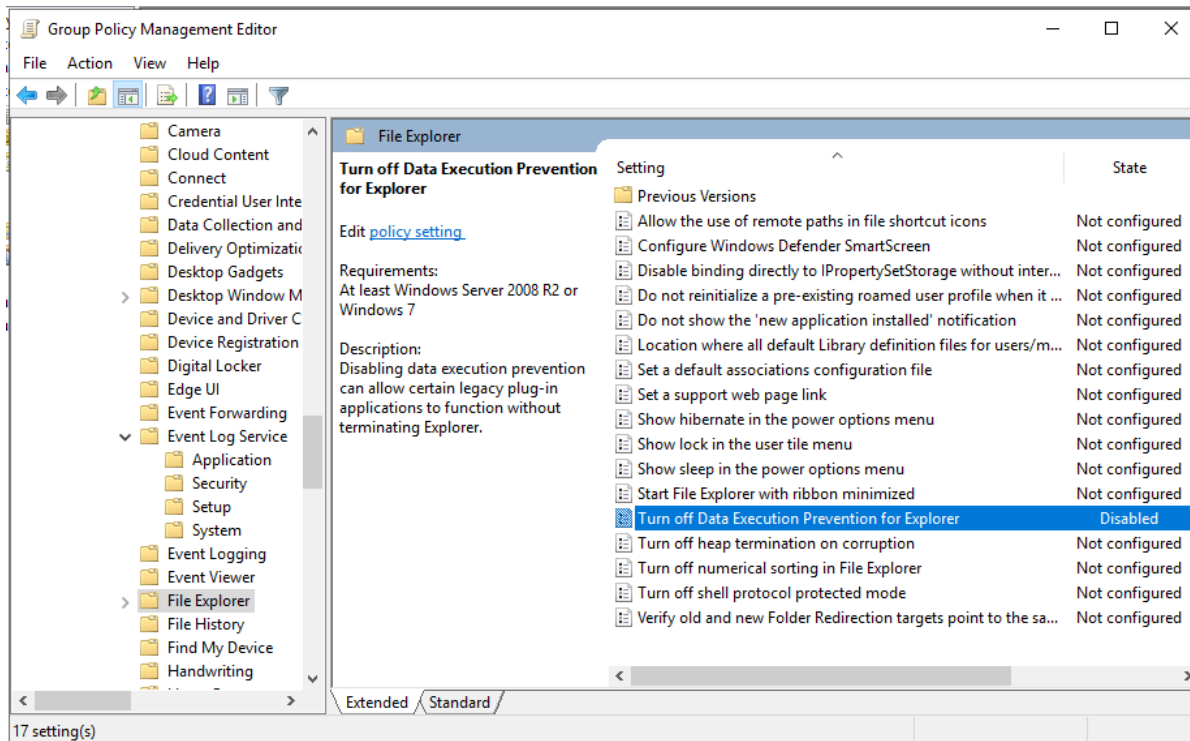 Group Policy Management Editor
File Action View Help
Camera
Cloud Content
Connect
Credential User Inte
Data Collection and
Delivery Optimizatic
Desktop Gadgets
Desktop Window M
Device and Driver C
Device Registration
Digital Locker
Edge UI
Event Forwarding
Event Log Service
Application
Security
Setup
System
Event Logging
Event Viewer
File Explorer
File History
Find My Device
Handwriting
File Explorer
Turn off Data Execution Prevention
for Explorer
Edit policy setting
Requirements:
At least Windows Server 2008 R2 or
Windows 7
Description:
Disabling data execution prevention
can allow certain legacy plug-in
applications to function without
terminating Explorer.
Setting State
Previous Versions
Allow the use of remote paths in file shortcut icons Not configured
Configure Windows Defender SmartScreen Not configured
Disable binding directly to IPropertySetStorage without inter... Not configured
Do not reinitialize a pre-existing roamed user profile when it ... Not configured
Do not show the 'new application installed' notification Not configured
Location where all default Library definition files for users/m... Not configured
Set a default associations configuration file Not configured
Set a support web page link Not configured
Show hibernate in the power options menu Not configured
Show lock in the user tile menu Not configured
Show sleep in the power options menu Not configured
Start File Explorer with ribbon minimized Not configured
Turn off Data Execution Prevention for Explorer Disabled
Turn off heap termination on corruption Not configured
Turn off numerical sorting in File Explorer Not configured
Turn off shell protocol protected mode Not configured
Verify old and new Folder Redirection targets point to the sa... Not configured
Extended Standard
17 setting(s)